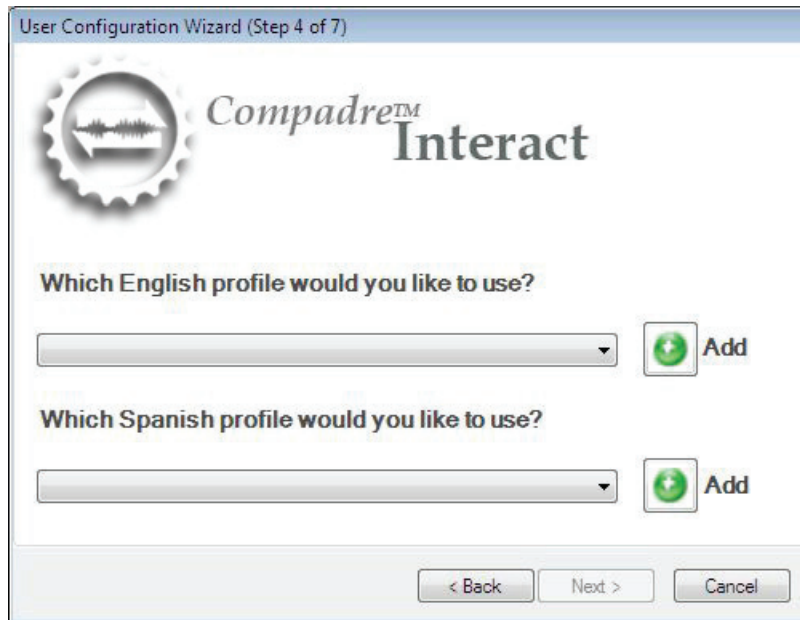 User Configuration Wizard (Step 4 of 7)
Compadre™
Interact
Which English profile would you like to use?
Add
Which Spanish profile would you like to use?
Add
< Back Next > Cancel